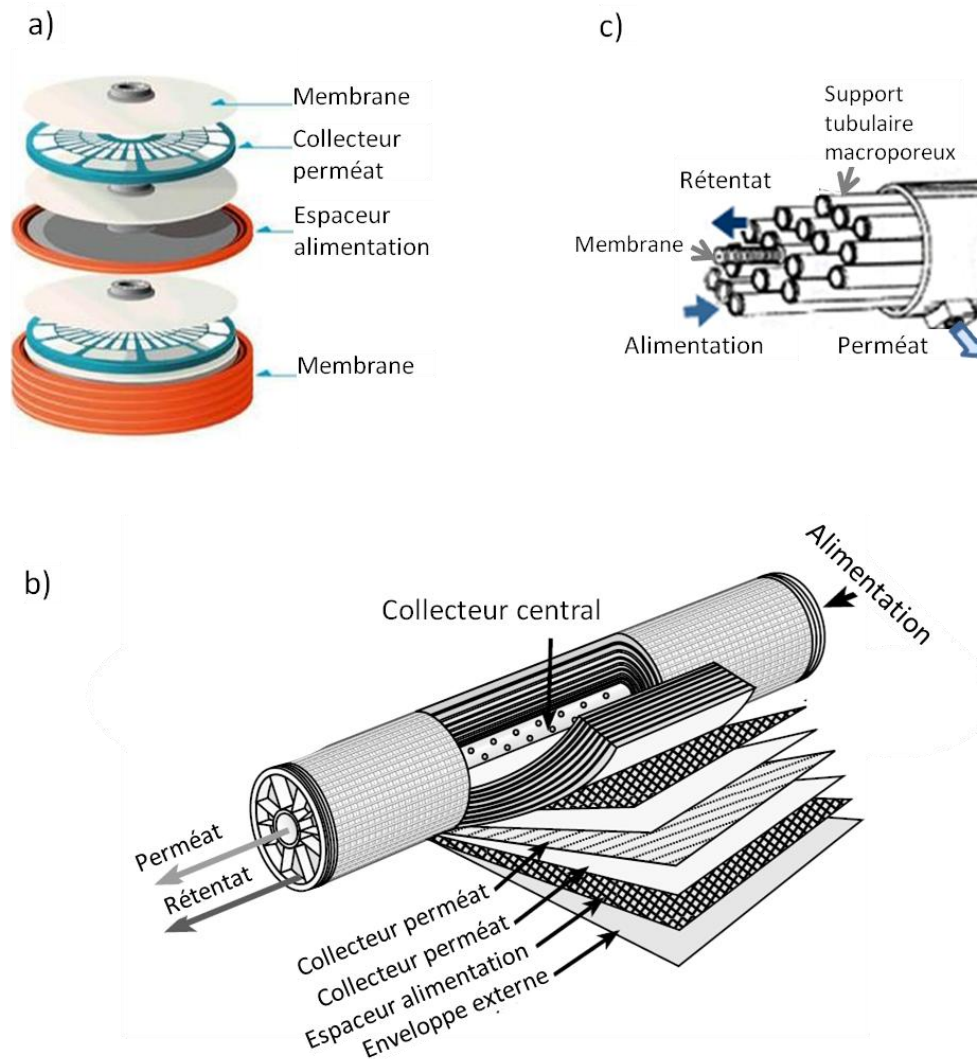 a)
Membrane
Collecteur
perméat
Espaceur
alimentation
Membrane
c)
Support
tubulaire
macroporeux
Rétentat
Membrane
Alimentation
Perméat
b)
Alimentation
Collecteur central
Perméat
Rétentat
Collecteur perméat
Collecteur perméat
Espaceur alimentation
Enveloppe externe